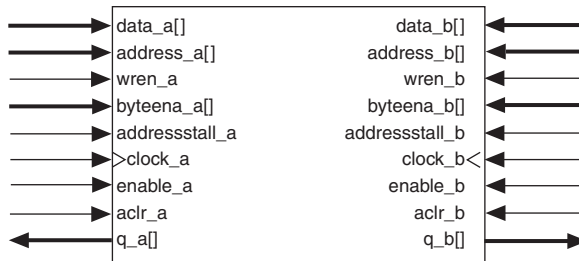 data_a[] data_b[]
address_a[] address_b[]
wren_a wren_b
byteena_a[] byteena_b[]
addressstall_a addressstall_b
clock_a clock_b
enable_a enable_b
aclr_a aclr_b
q_a[] q_b[]